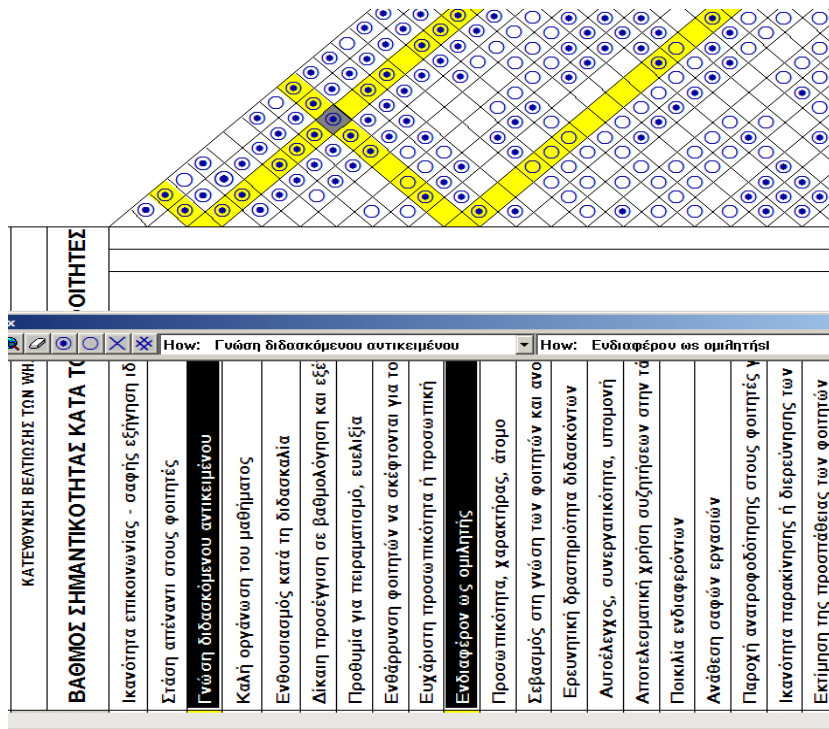 ΟΙΤΗΤΕΣ
How: Γνώση διδασκόμενου αντικειμένου
How: Ενδιαφέρον ως ομιλητήςl
ΚΑΤΕΥΘΥΝΣΗ ΒΕΛΤΙΩΣΗΣ ΤΩΝ WH
ΒΑΘΜΟΣ ΣΗΜΑΝΤΙΚΟΤΗΤΑΣ ΚΑΤΑ ΤΟ
Ικανότητα επικοινωνίας - σαφής εξήγηση ιδ
Στάση απέναντι στους φοιτητές
Γνώση διδασκόμενου αντικειμένου
Καλή οργάνωση του μαθήματος
Ενθουσιασμός κατά τη διδασκαλία
Δίκαιη προσέγγιση σε βαθμολόγηση και εξέ
Προθυμία για πειραματισμό, ευελιξία
Ενθάρρυνση φοιτητών να σκέφτονται για το
Ευχάριστη προσωπικότητα ή προσωπική
Ενδιαφέρον ως ομιλητής
Προσωπικότητα, χαρακτήρας, άτομο
Σεβασμός στη γνώση των φοιτητών και ανο
Ερευνητική δραστηριότητα διδασκόντων
Αυτοέλεγχος, συνεργατικότητα, υπομονή
Αποτελεσματική χρήση συζητήσεων στην τά
Ποικιλία ενδιαφερόντων
Ανάθεση σαφών εργασιών
Παροχή ανατροφοδότησης στους φοιτητές γ
Ικανότητα παρακίνησης ή διερεύνησης των
Εκτίμηση της προσπάθειας των φοιτητών